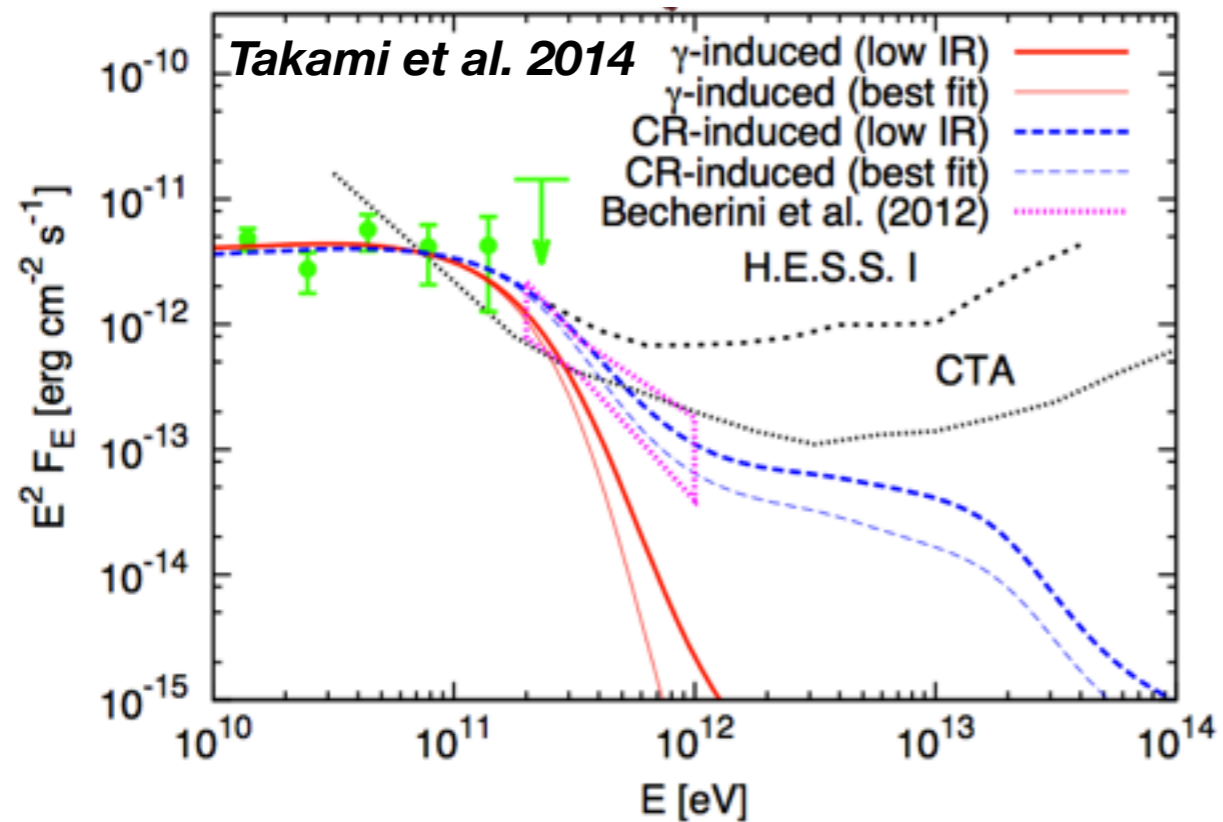 Takami et al. 2014
γ-induced (low IR)
γ-induced (best fit)
CR-induced (low IR)
CR-induced (best fit)
Becherini et al. (2012)
H.E.S.S. I
CTA
E² F_E [erg cm⁻² s⁻¹]
10⁻¹⁰
10⁻¹¹
10⁻¹²
10⁻¹³
10⁻¹⁴
10⁻¹⁵
10¹⁰ 10¹¹ 10¹² 10¹³ 10¹⁴
E [eV]